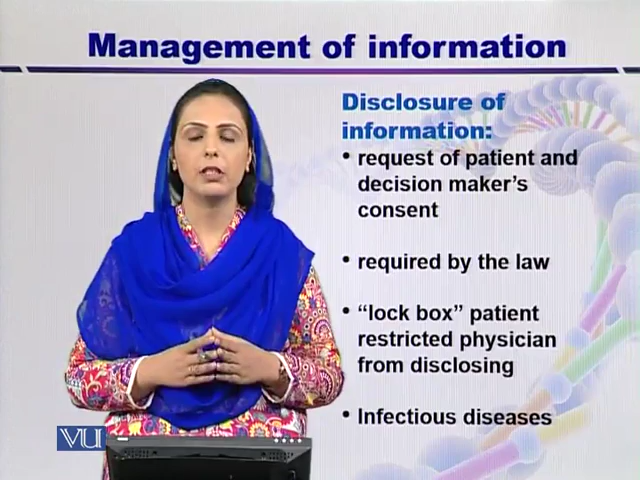 Management of information
Disclosure of
information:
• request of patient and
decision maker's
consent
• required by the law
• “lock box” patient
restricted physician
from disclosing
• Infectious diseases
VU